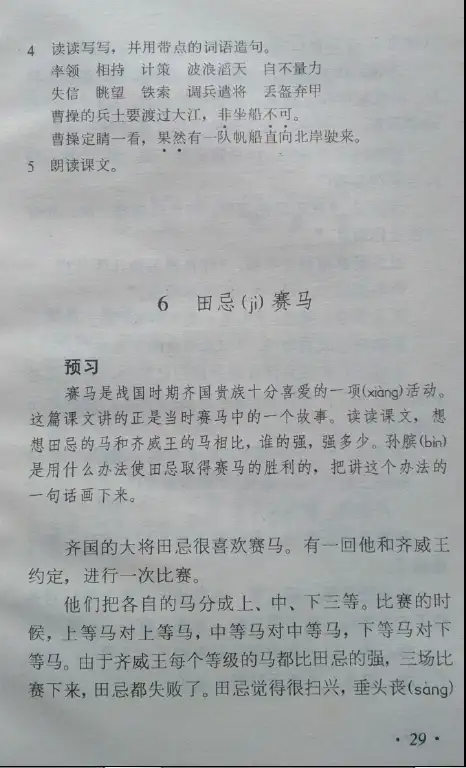 4 读读写写，并用带点的词语造句。
率领 相持 计策 波浪滔天 自不量力
失信 眺望 铁索 调兵遣将 丢盔弃甲
曹操的兵士要渡过大江，非坐船不可。
曹操定睛一看，果然有一队帆船直向北岸驶来。
5 朗读课文。
6 田忌(jì)赛马
预习
赛马是战国时期齐国贵族十分喜爱的一项(xiàng)活动。
这篇课文讲的正是当时赛马中的一个故事。读读课文，想
想田忌的马和齐威王的马相比，谁的强，强多少。孙膑(bìn)
是用什么办法使田忌取得赛马的胜利的，把讲这个办法的
一句话画下来。
齐国的大将田忌很喜欢赛马。有一回他和齐威王
约定，进行一次比赛。
他们把各自的马分成上、中、下三等。比赛的时
候，上等马对上等马，中等马对中等马，下等马对下
等马。由于齐威王每个等级的马都比田忌的强，三场比
赛下来，田忌都失败了。田忌觉得很扫兴，垂头丧(sàng)
·29·